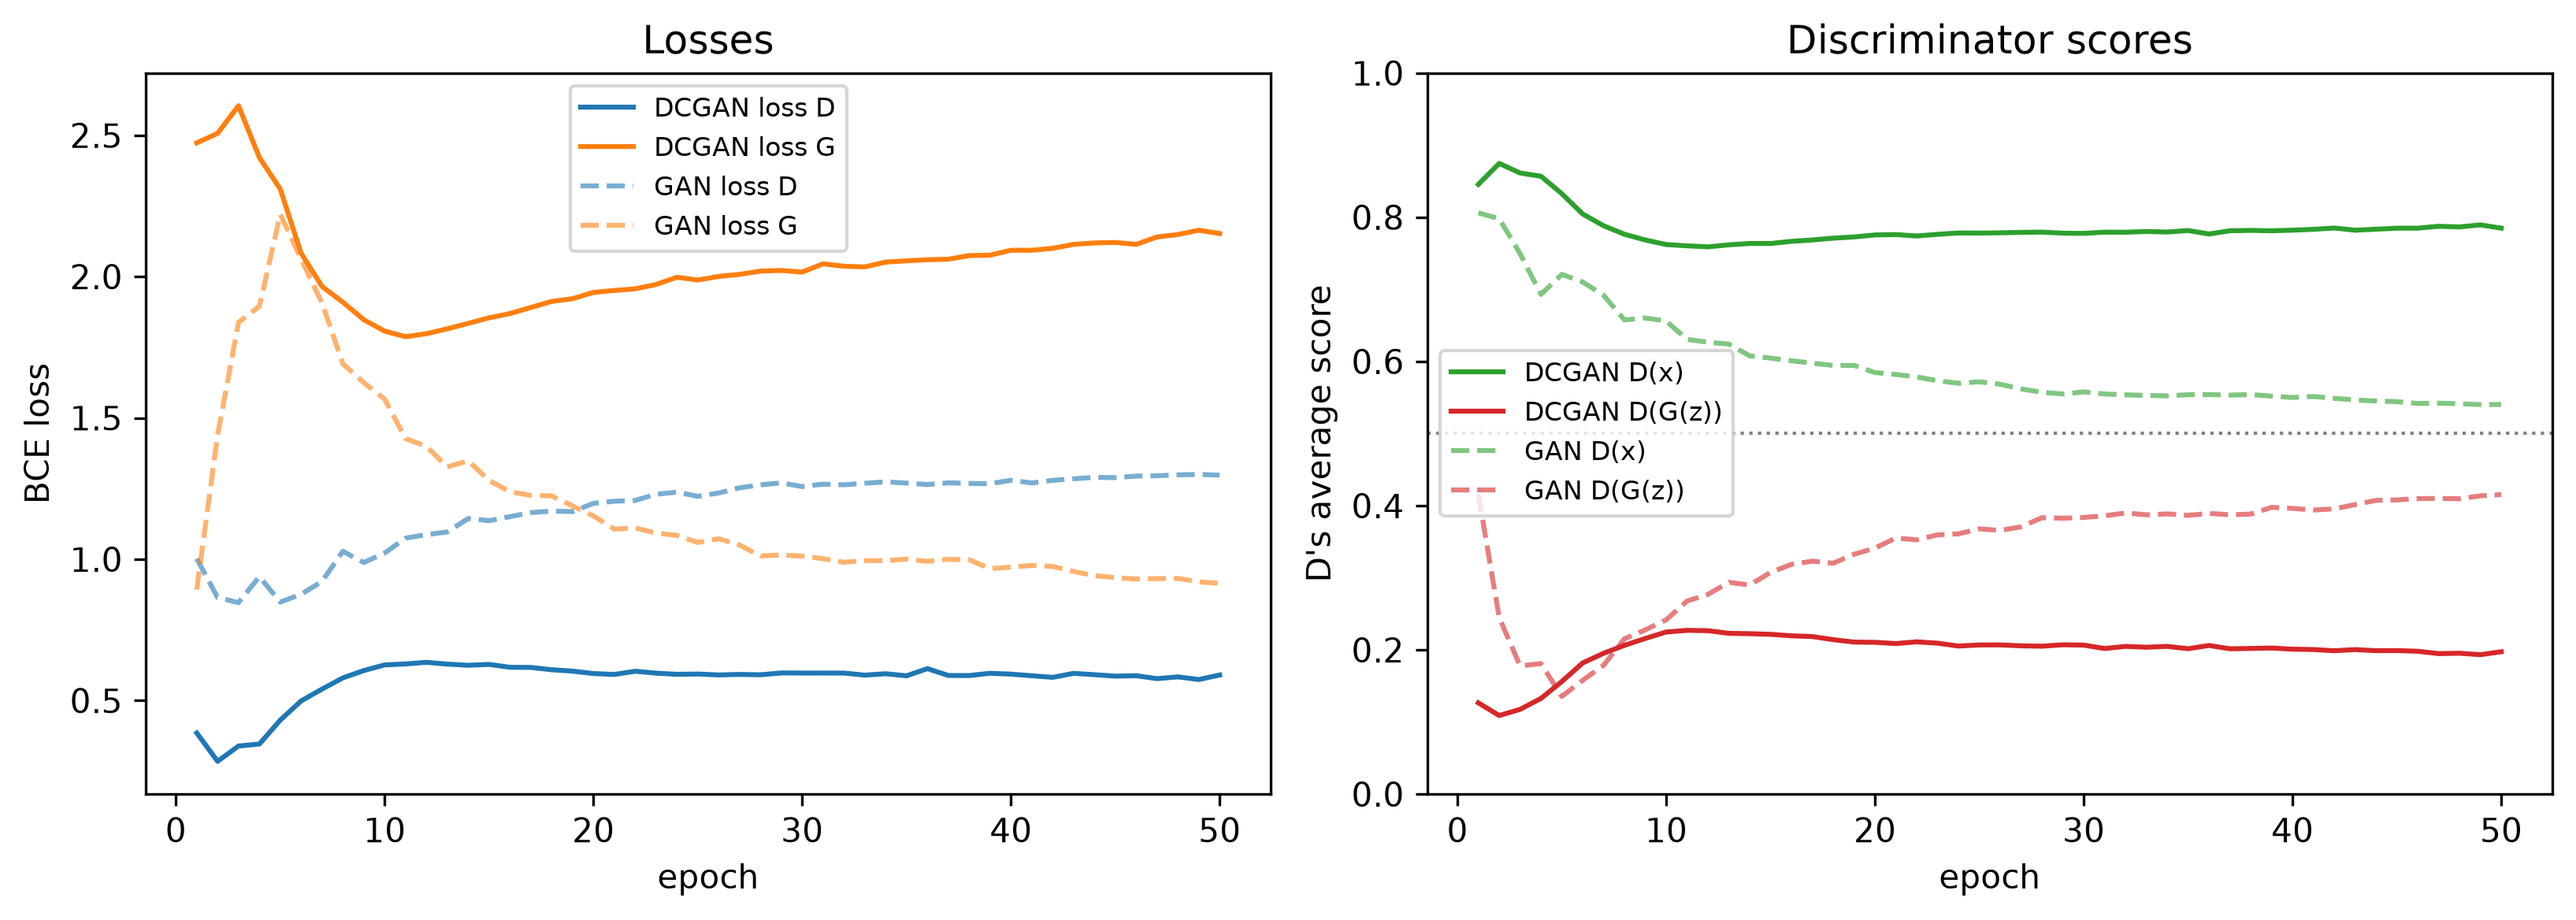 Losses
BCE loss
2.5
2.0
1.5
1.0
0.5
DCGAN loss D
DCGAN loss G
GAN loss D
GAN loss G
0 10 20 30 40 50
epoch
Discriminator scores
D's average score
1.0
0.8
0.6
0.4
0.2
0.0
DCGAN D(x)
DCGAN D(G(z))
GAN D(x)
GAN D(G(z))
0 10 20 30 40 50
epoch